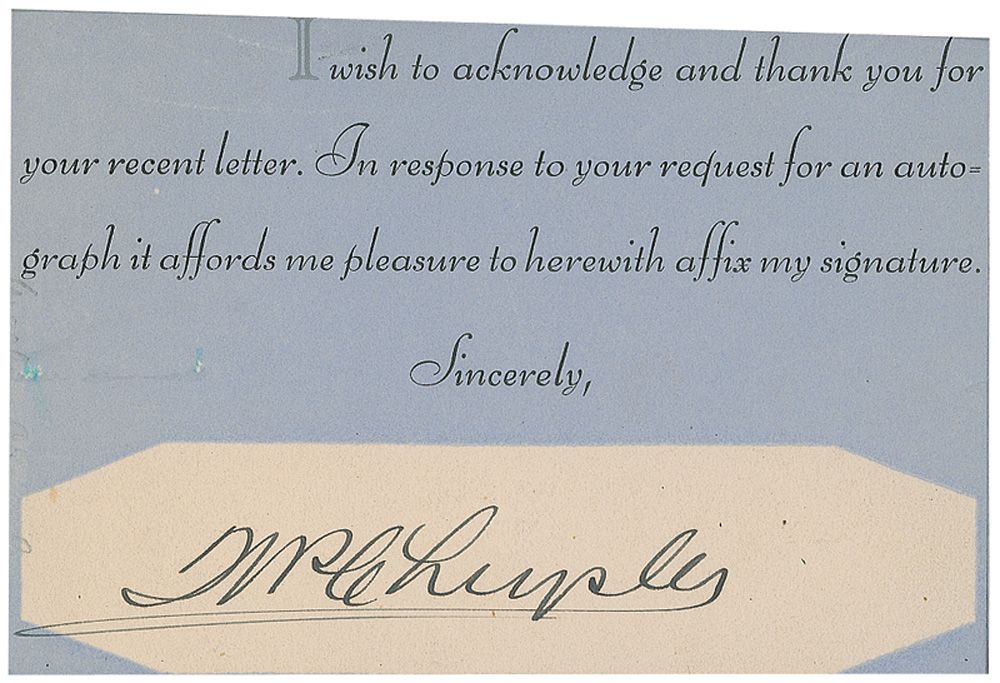 I wish to acknowledge and thank you for
your recent letter. In response to your request for an auto=
graph it affords me pleasure to herewith affix my signature.
Sincerely,